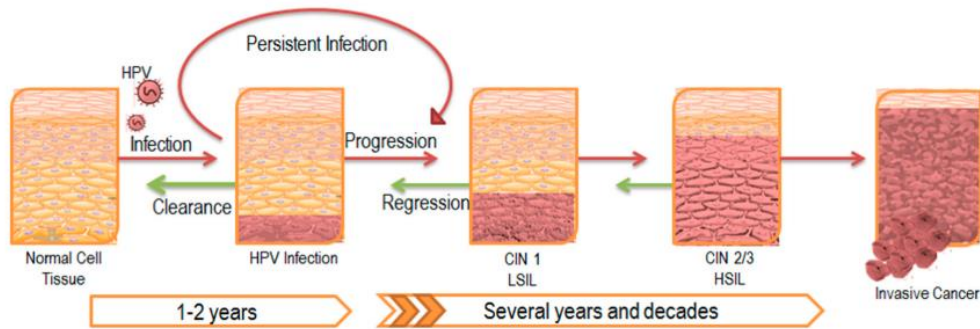 Persistent Infection
HPV
Infection
Progression
Clearance
Regression
Normal Cell
Tissue
HPV Infection
CIN 1
LSIL
CIN 2/3
HSIL
Invasive Cancer
1-2 years
Several years and decades